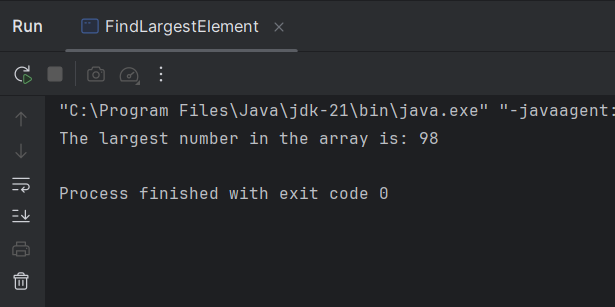 Run FindLargestElement
"C:\Program Files\Java\jdk-21\bin\java.exe" "-javaagent:
The largest number in the array is: 98
Process finished with exit code 0